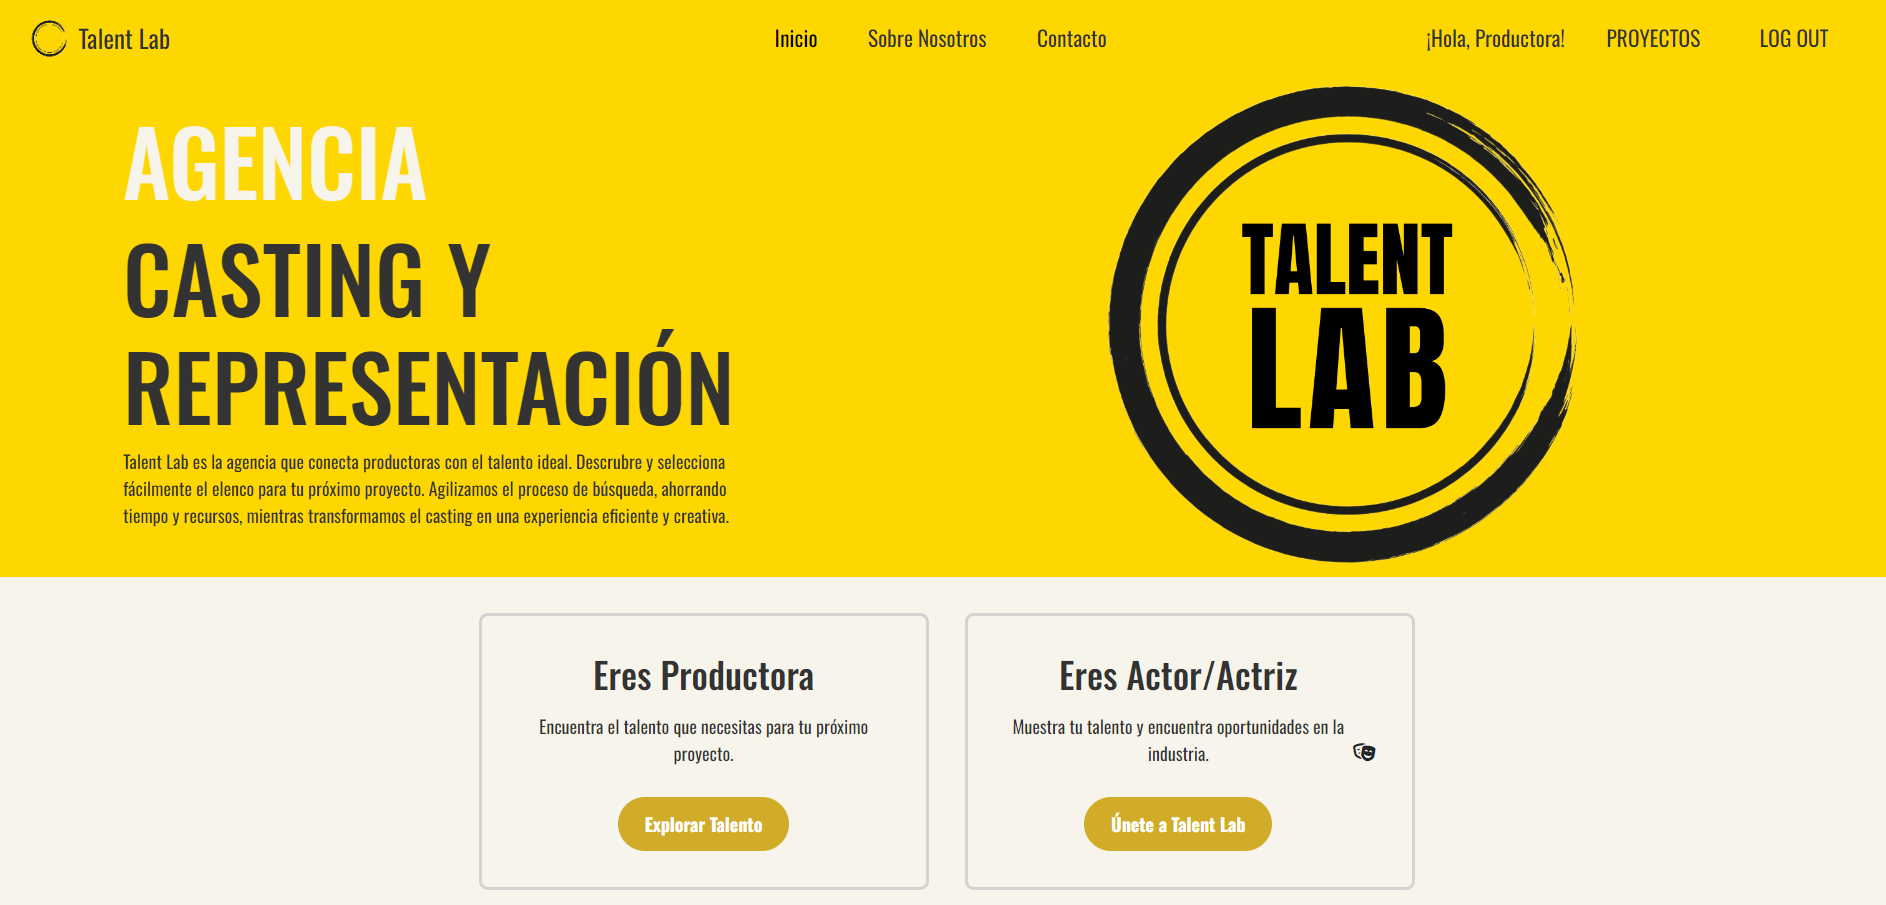 Talent Lab
Inicio
Sobre Nosotros
Contacto
¡Hola, Productora!
PROYECTOS
LOG OUT
AGENCIA
CASTING Y
REPRESENTACIÓN
Talent Lab es la agencia que conecta productoras con el talento ideal. Descrubre y selecciona
fácilmente el elenco para tu próximo proyecto. Agilizamos el proceso de búsqueda, ahorrando
tiempo y recursos, mientras transformamos el casting en una experiencia eficiente y creativa.
TALENT
LAB
Eres Productora
Encuentra el talento que necesitas para tu próximo
proyecto.
Explorar Talento
Eres Actor/Actriz
Muestra tu talento y encuentra oportunidades en la
industria.
Únete a Talent Lab